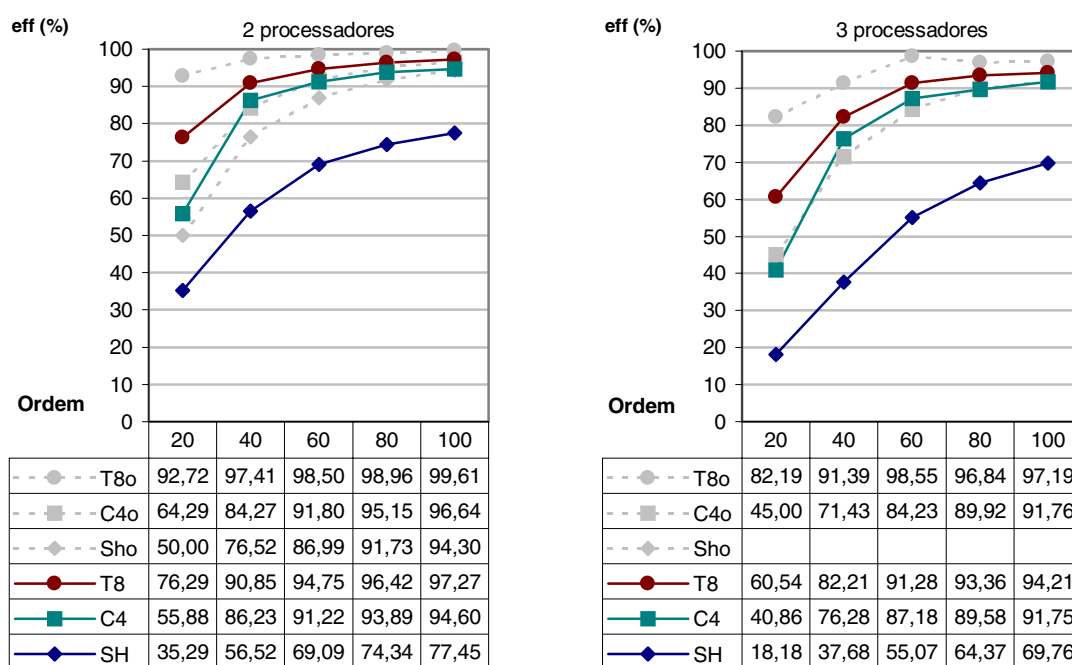 eff (%)
2 processadores
100
90
80
70
60
50
40
30
20
10
0
Ordem
20 40 60 80 100
T8o 92,72 97,41 98,50 98,96 99,61
C4o 64,29 84,27 91,80 95,15 96,64
Sho 50,00 76,52 86,99 91,73 94,30
T8 76,29 90,85 94,75 96,42 97,27
C4 55,88 86,23 91,22 93,89 94,60
SH 35,29 56,52 69,09 74,34 77,45
eff (%)
3 processadores
100
90
80
70
60
50
40
30
20
10
0
Ordem
20 40 60 80 100
T8o 82,19 91,39 98,55 96,84 97,19
C4o 45,00 71,43 84,23 89,92 91,76
Sho
T8 60,54 82,21 91,28 93,36 94,21
C4 40,86 76,28 87,18 89,58 91,75
SH 18,18 37,68 55,07 64,37 69,76